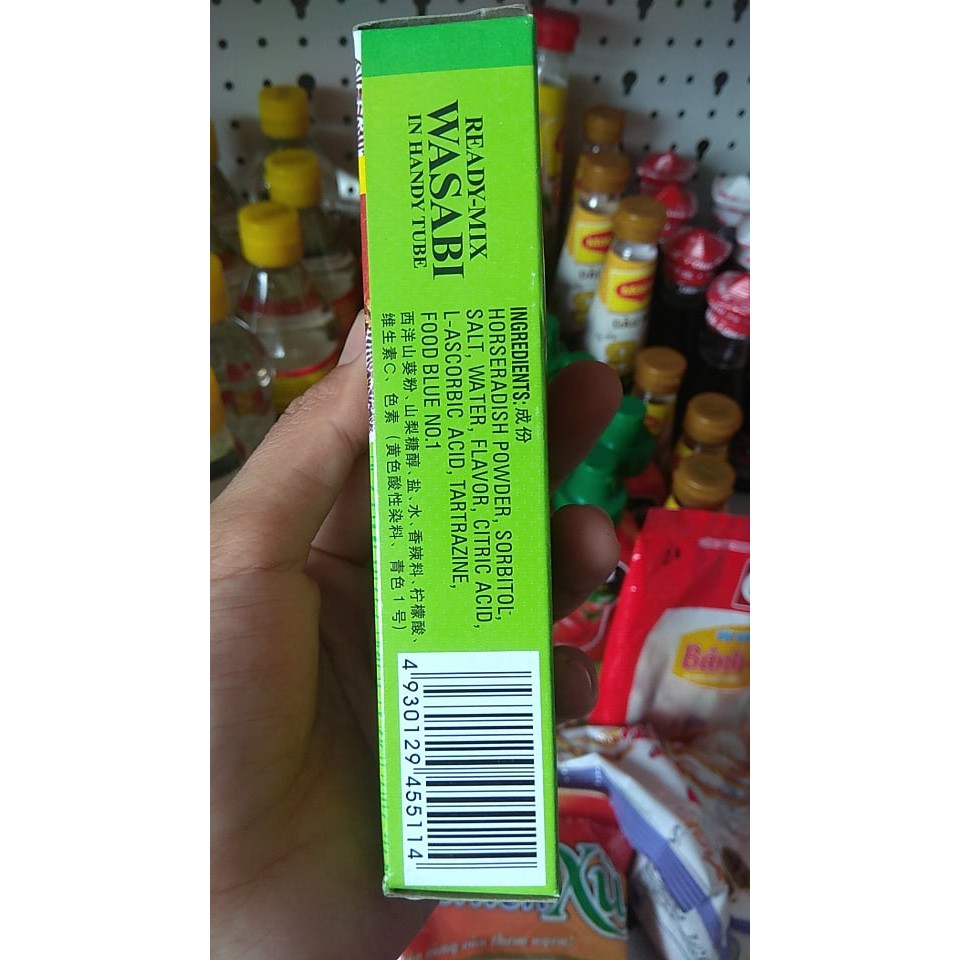 READY-MIX
WASABI
IN HANDY TUBE
INGREDIENTS: 成份
HORSERADISH POWDER, SORBITOL,
SALT, WATER, FLAVOR, CITRIC ACID,
L-ASCORBIC ACID, TARTRAZINE,
FOOD BLUE NO.1
西洋山葵粉、山梨糖醇、盐、水、香辣料、柠檬酸、
维生素C、色素（黄色酸性染料、青色1号）
4 930129 455114
Bánh